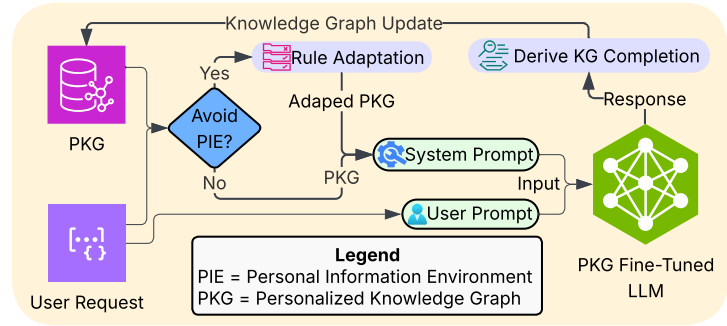 Knowledge Graph Update
Yes
Rule Adaptation
Derive KG Completion
Avoid
PIE?
Adaped PKG
Response
PKG
System Prompt
No
PKG
Input
User Prompt
Legend
PIE = Personal Information Environment
PKG = Personalized Knowledge Graph
PKG Fine-Tuned
LLM
User Request